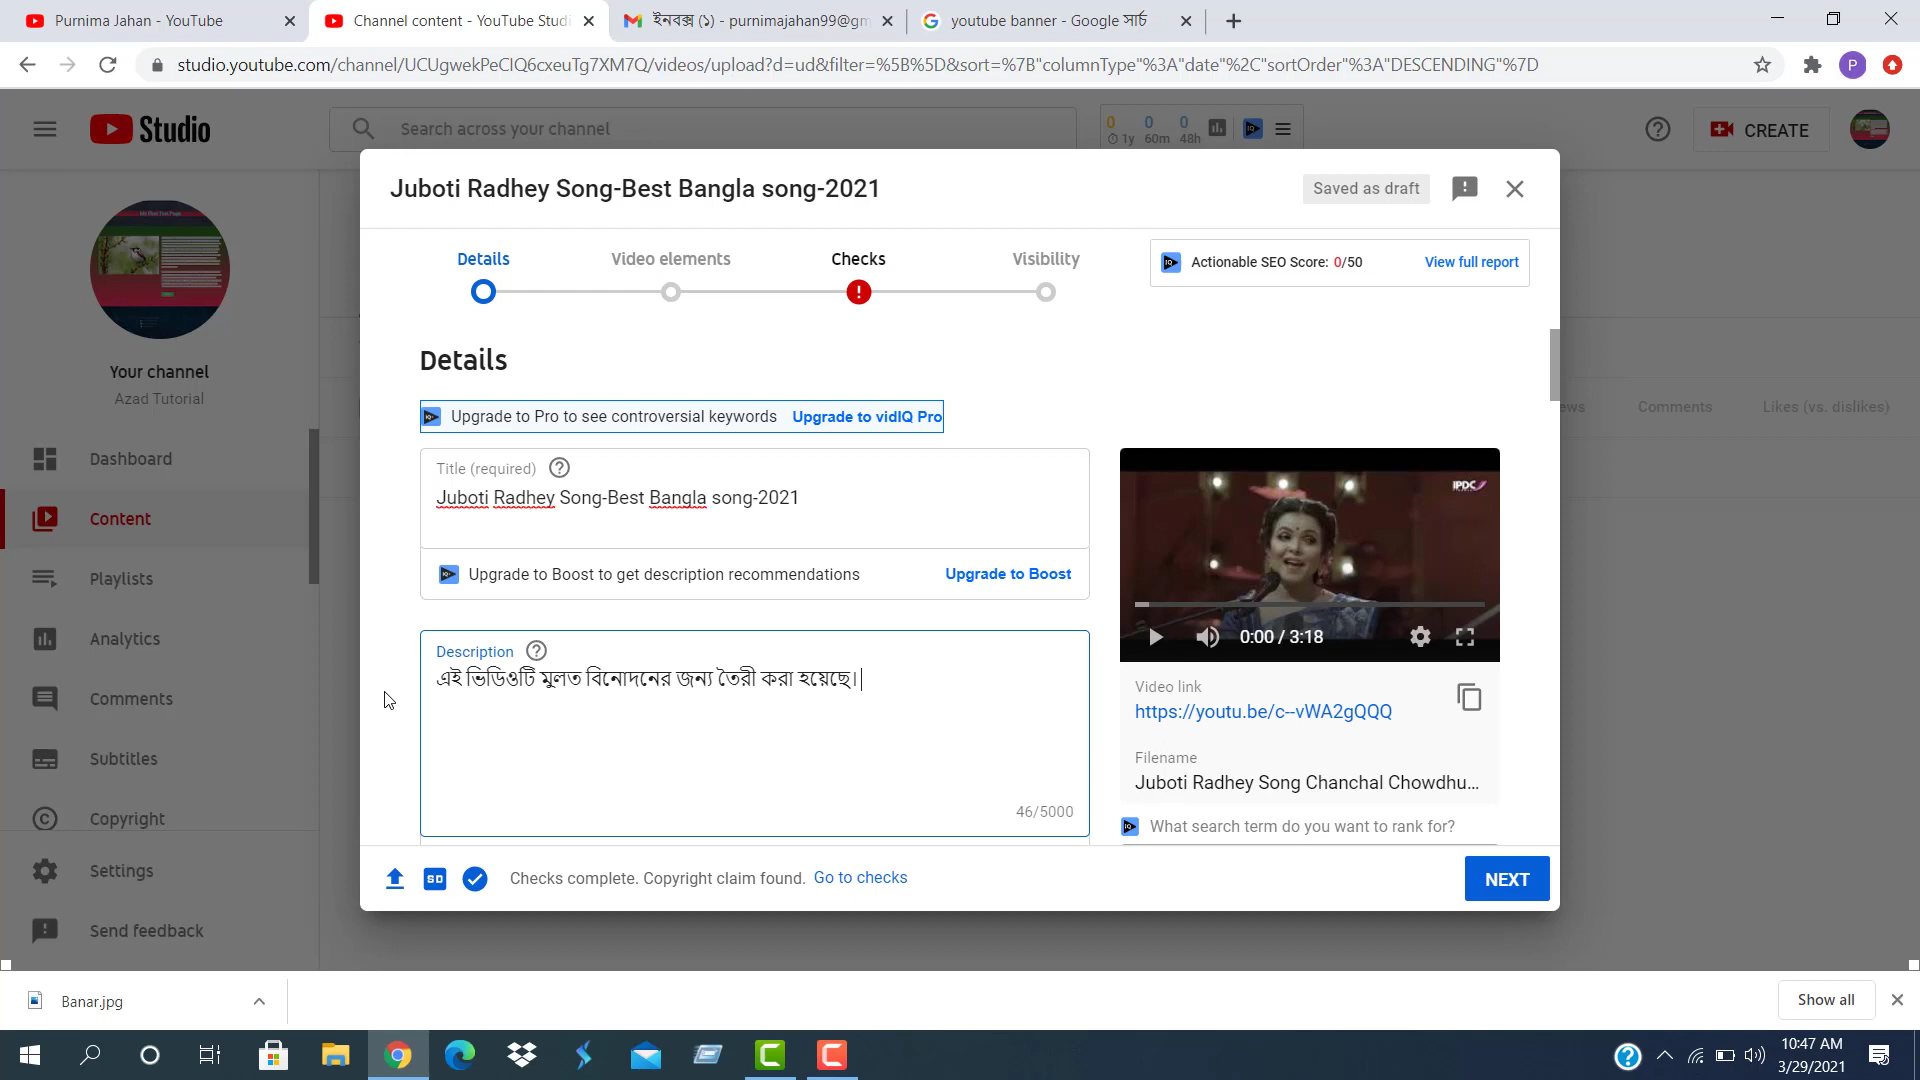 Purnima Jahan - YouTube
Channel content - YouTube Studi
ইনবক্স (১) - purnimajahan99@gm
youtube banner - Google সার্চ
studio.youtube.com/channel/UCUgwekPeCIQ6cxeuTg7XM7Q/videos/upload?d=ud&filter=%5B%5D&sort=%7B"columnType"%3A"date"%2C"sortOrder"%3A"DESCENDING"%7D
P
Studio
Search across your channel
0 0 0
1y 60m 48h
CREATE
Juboti Radhey Song-Best Bangla song-2021
Saved as draft
Details
Video elements
Checks
Visibility
Actionable SEO Score: 0/50
View full report
Details
Upgrade to Pro to see controversial keywords
Upgrade to vidIQ Pro
Title (required)
Juboti Radhey Song-Best Bangla song-2021
Upgrade to Boost to get description recommendations
Upgrade to Boost
Description
এই ভিডিওটি মুলত বিনোদনের জন্য তৈরী করা হয়েছে।
46/5000
IPDC
0:00 / 3:18
Video link
https://youtu.be/c--vWA2gQQQ
Filename
Juboti Radhey Song Chanchal Chowdhu...
What search term do you want to rank for?
SD
Checks complete. Copyright claim found.
Go to checks
NEXT
Your channel
Azad Tutorial
Dashboard
Content
Playlists
Analytics
Comments
Subtitles
Copyright
Settings
Send feedback
ews
Comments
Likes (vs. dislikes)
Banar.jpg
Show all
10:47 AM
3/29/2021